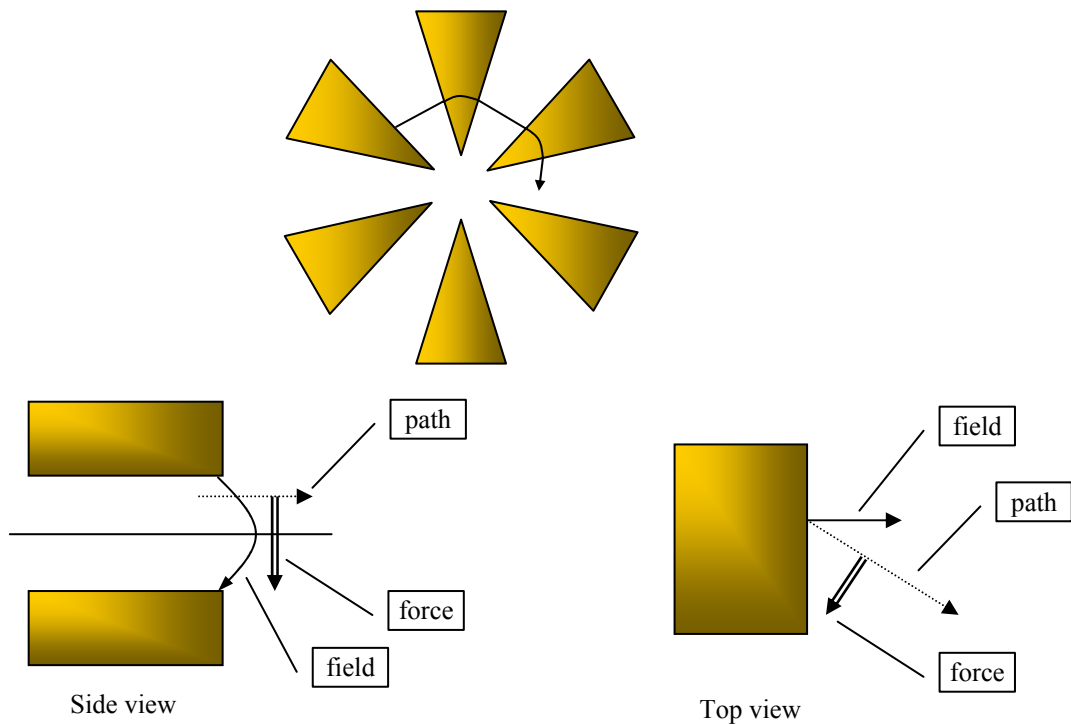 path
force
field
Side view
field
path
force
Top view